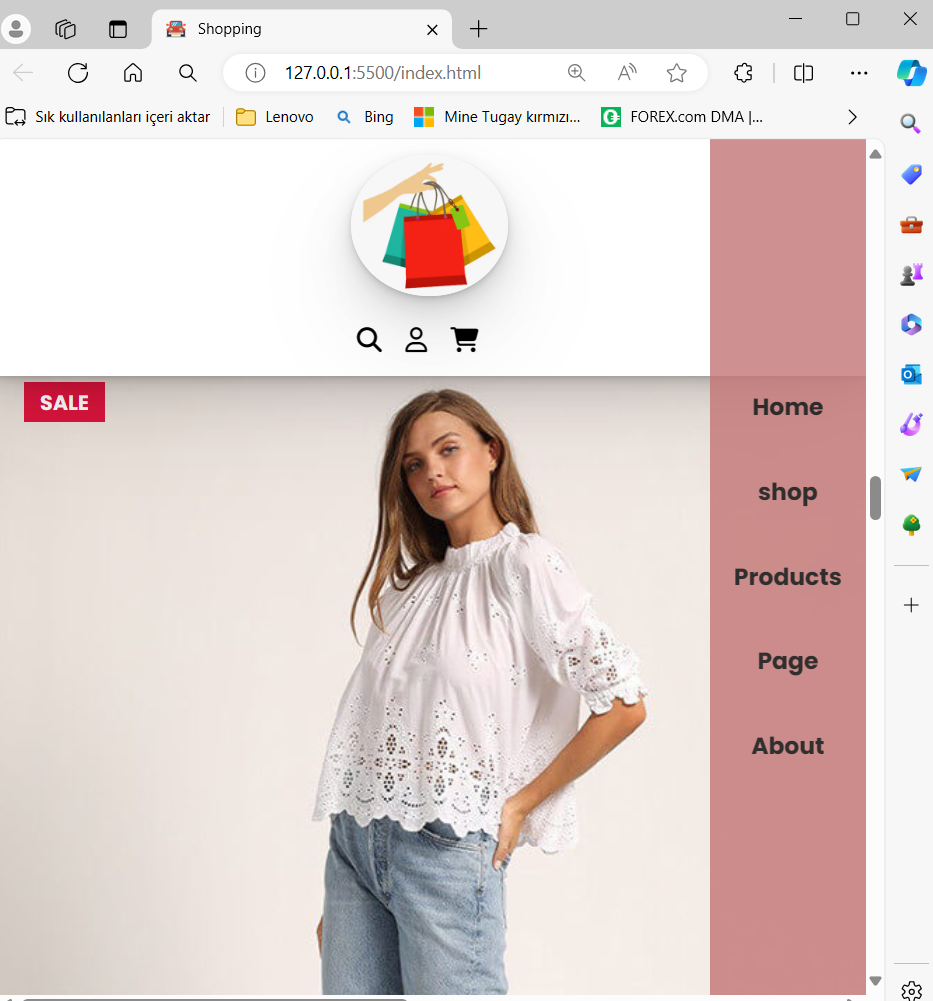 Shopping
127.0.0.1:5500/index.html
Sık kullanılanları içeri aktar
Lenovo
Bing
Mine Tugay kırmızı...
FOREX.com DMA |...
SALE
Home
shop
Products
Page
About